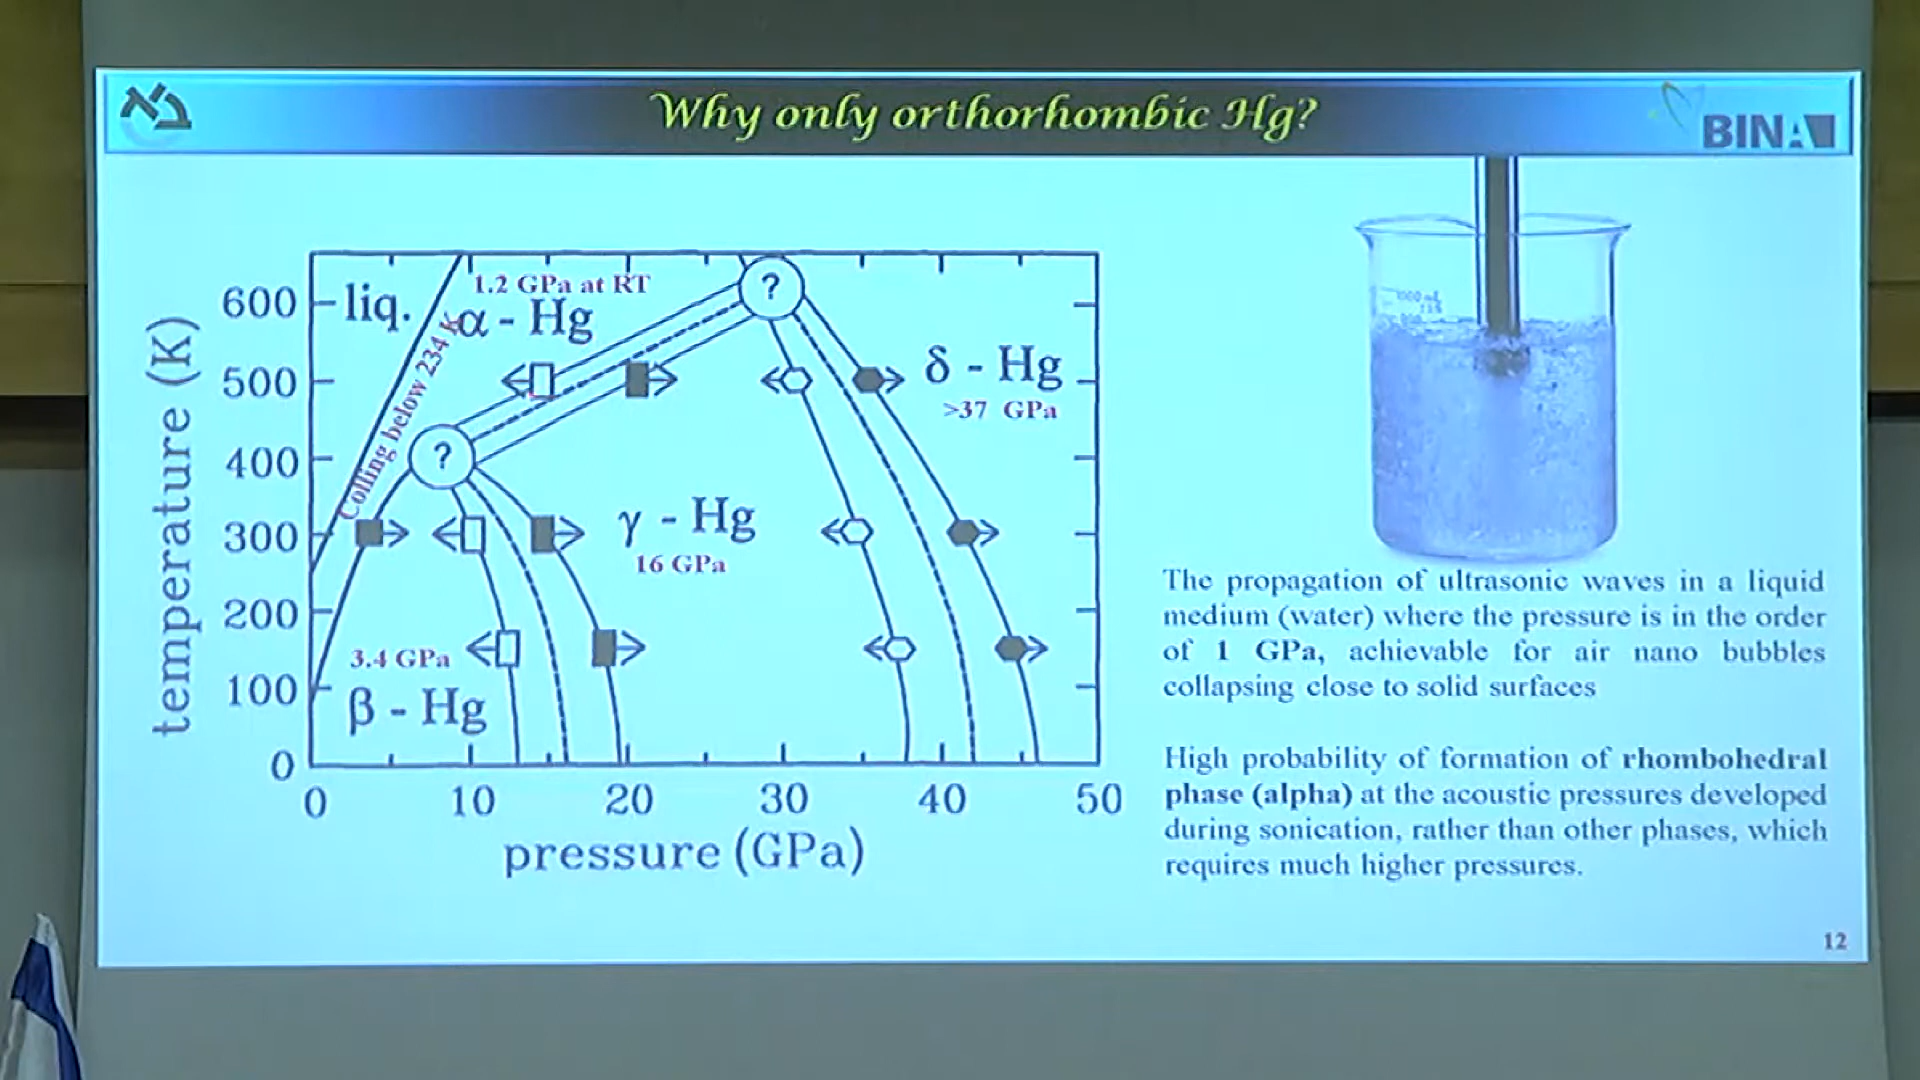 Why only orthorhombic Hg?
BINA
temperature (K)
600
500
400
300
200
100
0
liq.
Colling below 234 K
1.2 GPa at RT
α - Hg
?
?
δ - Hg
>37 GPa
γ - Hg
16 GPa
3.4 GPa
β - Hg
0
10
20
30
40
50
pressure (GPa)
The propagation of ultrasonic waves in a liquid
medium (water) where the pressure is in the order
of 1 GPa, achievable for air nano bubbles
collapsing close to solid surfaces
High probability of formation of rhombohedral
phase (alpha) at the acoustic pressures developed
during sonication, rather than other phases, which
requires much higher pressures.
12